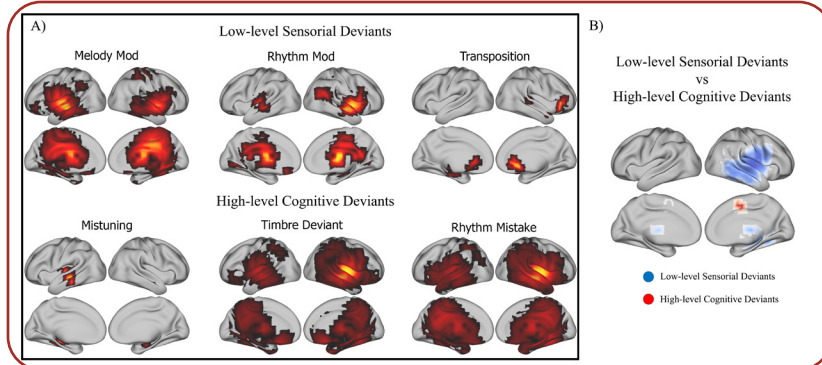 A)
Low-level Sensorial Deviants
Melody Mod
Rhythm Mod
Transposition
High-level Cognitive Deviants
Mistuning
Timbre Deviant
Rhythm Mistake
B)
Low-level Sensorial Deviants
vs
High-level Cognitive Deviants
Low-level Sensorial Deviants
High-level Cognitive Deviants